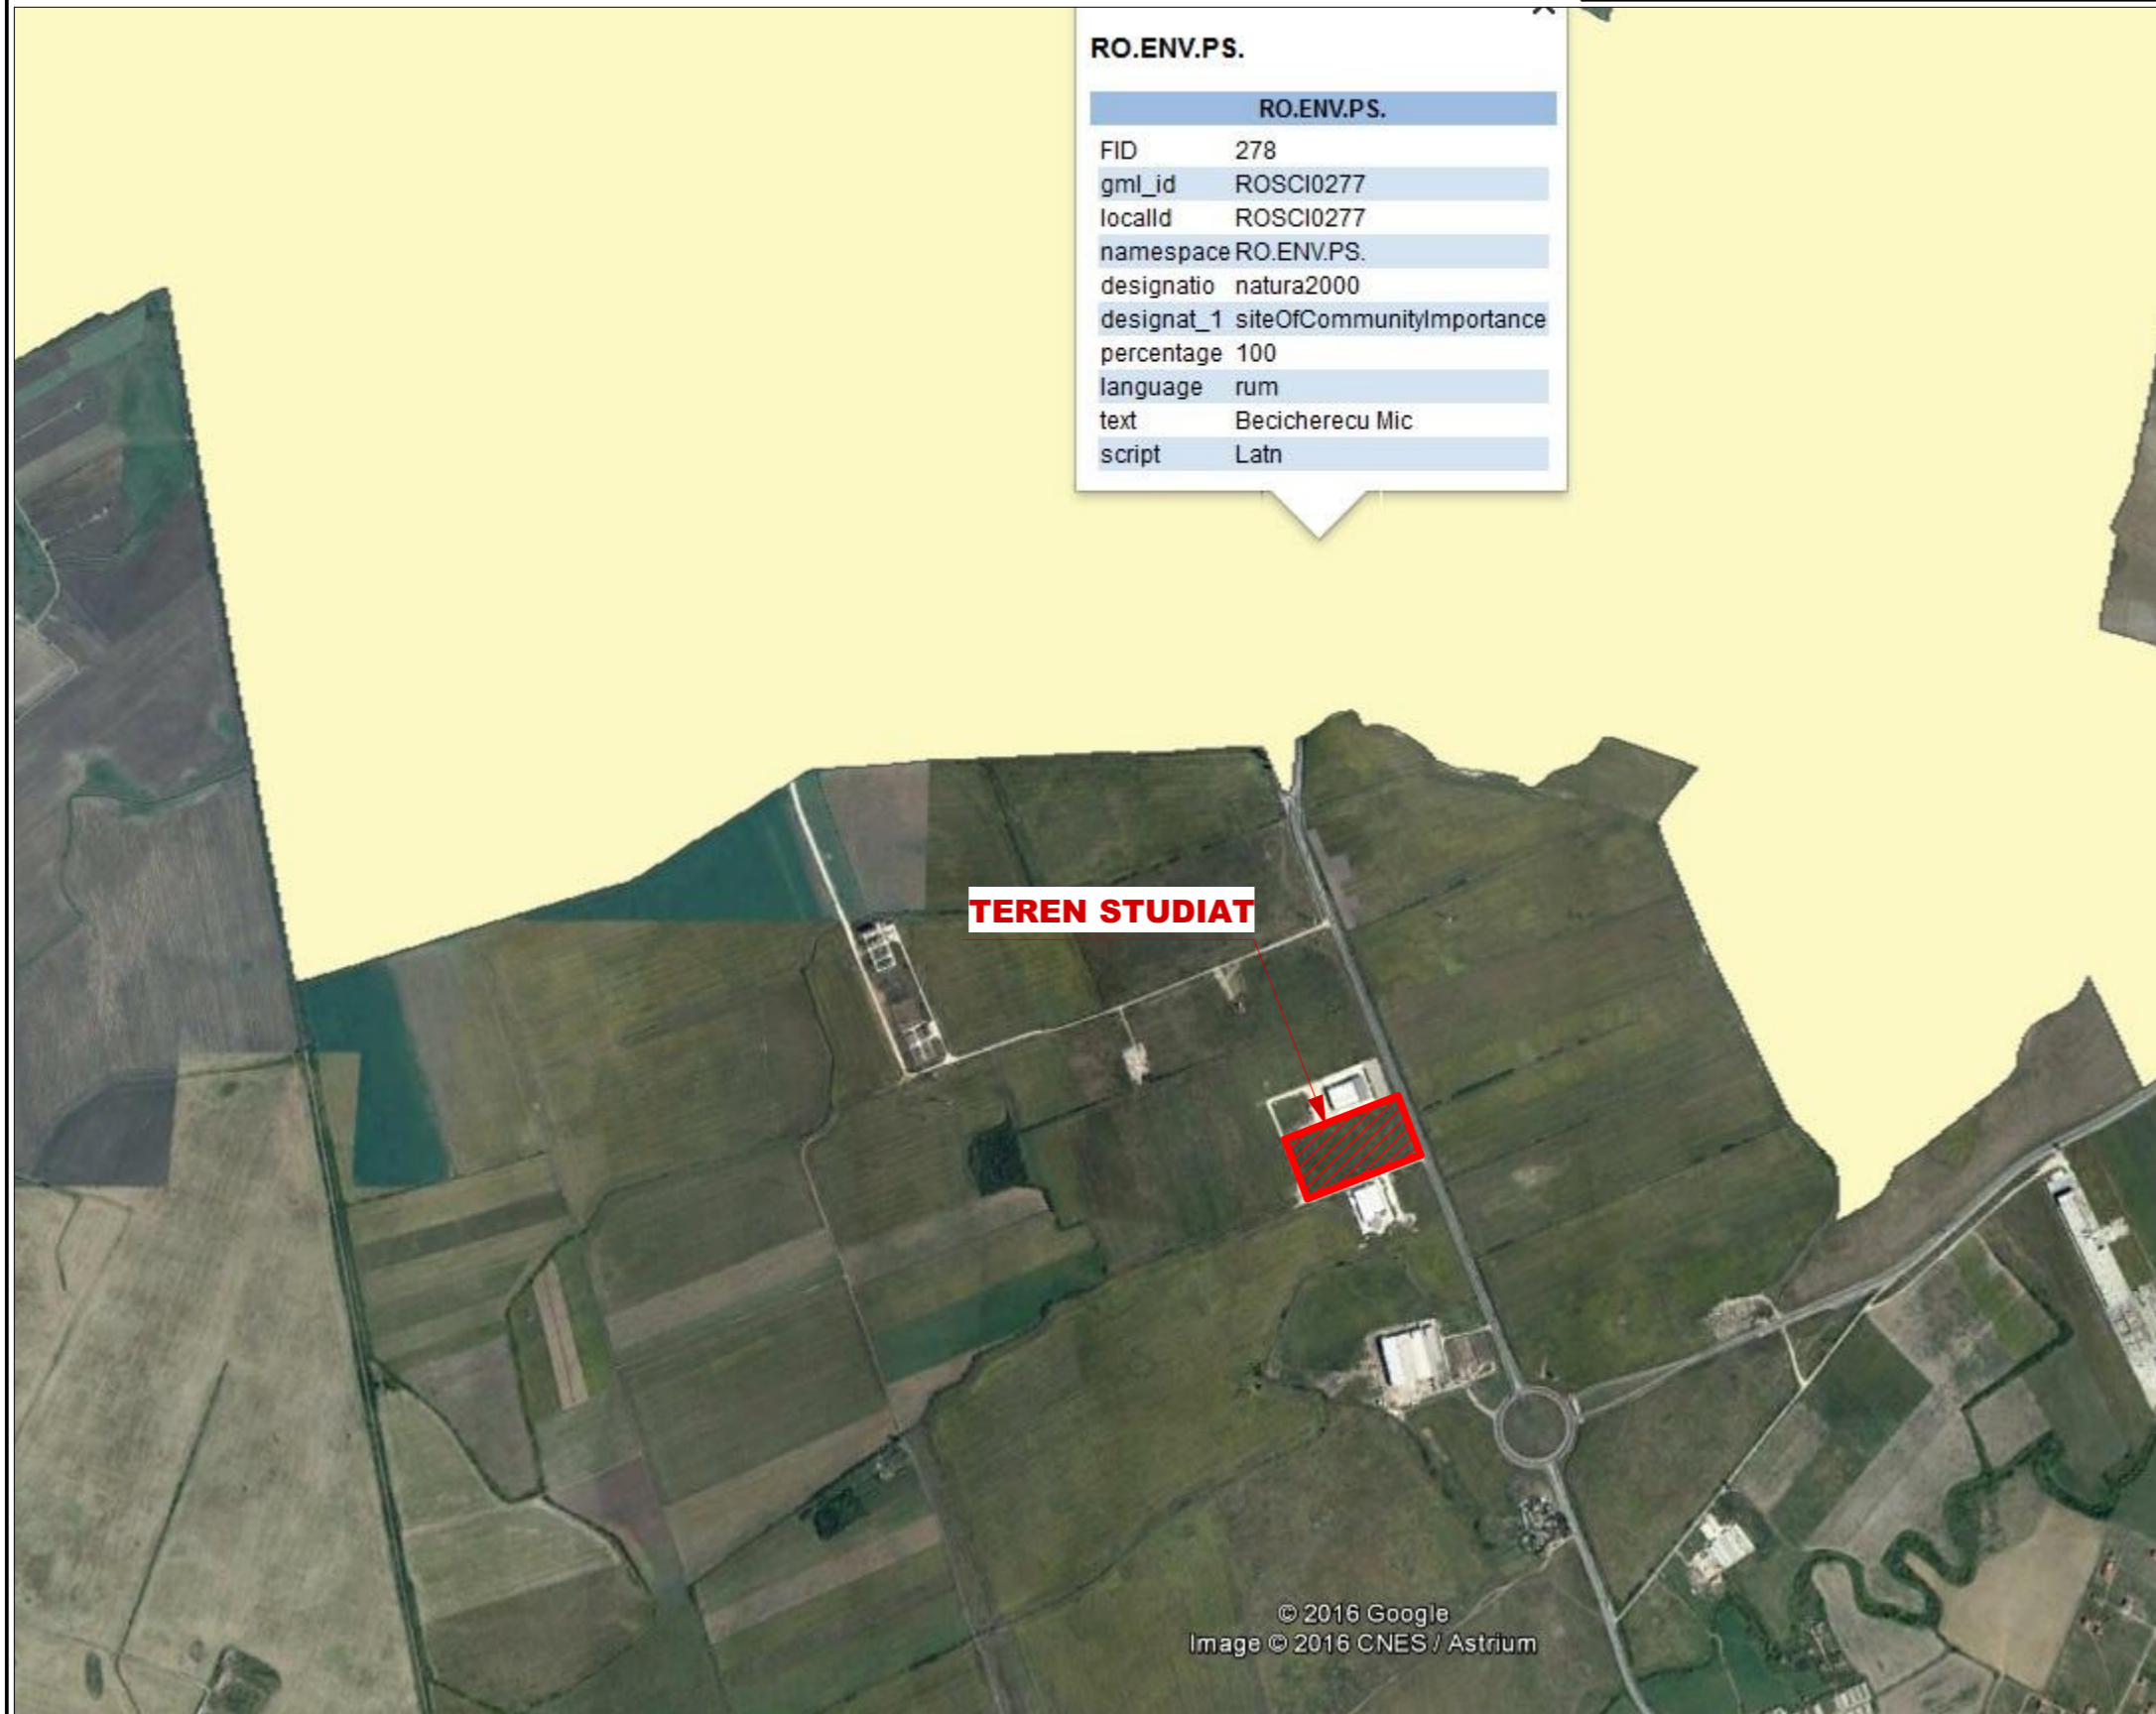 RO.ENV.PS.
RO.ENV.PS.
FID 278
gml_id ROSCI0277
localId ROSCI0277
namespace RO.ENV.PS.
designatio natura2000
designat_1 siteOfCommunityImportance
percentage 100
language rum
text Becicherecu Mic
script Latn
TEREN STUDIAT
© 2016 Google
Image © 2016 CNES / Astrium